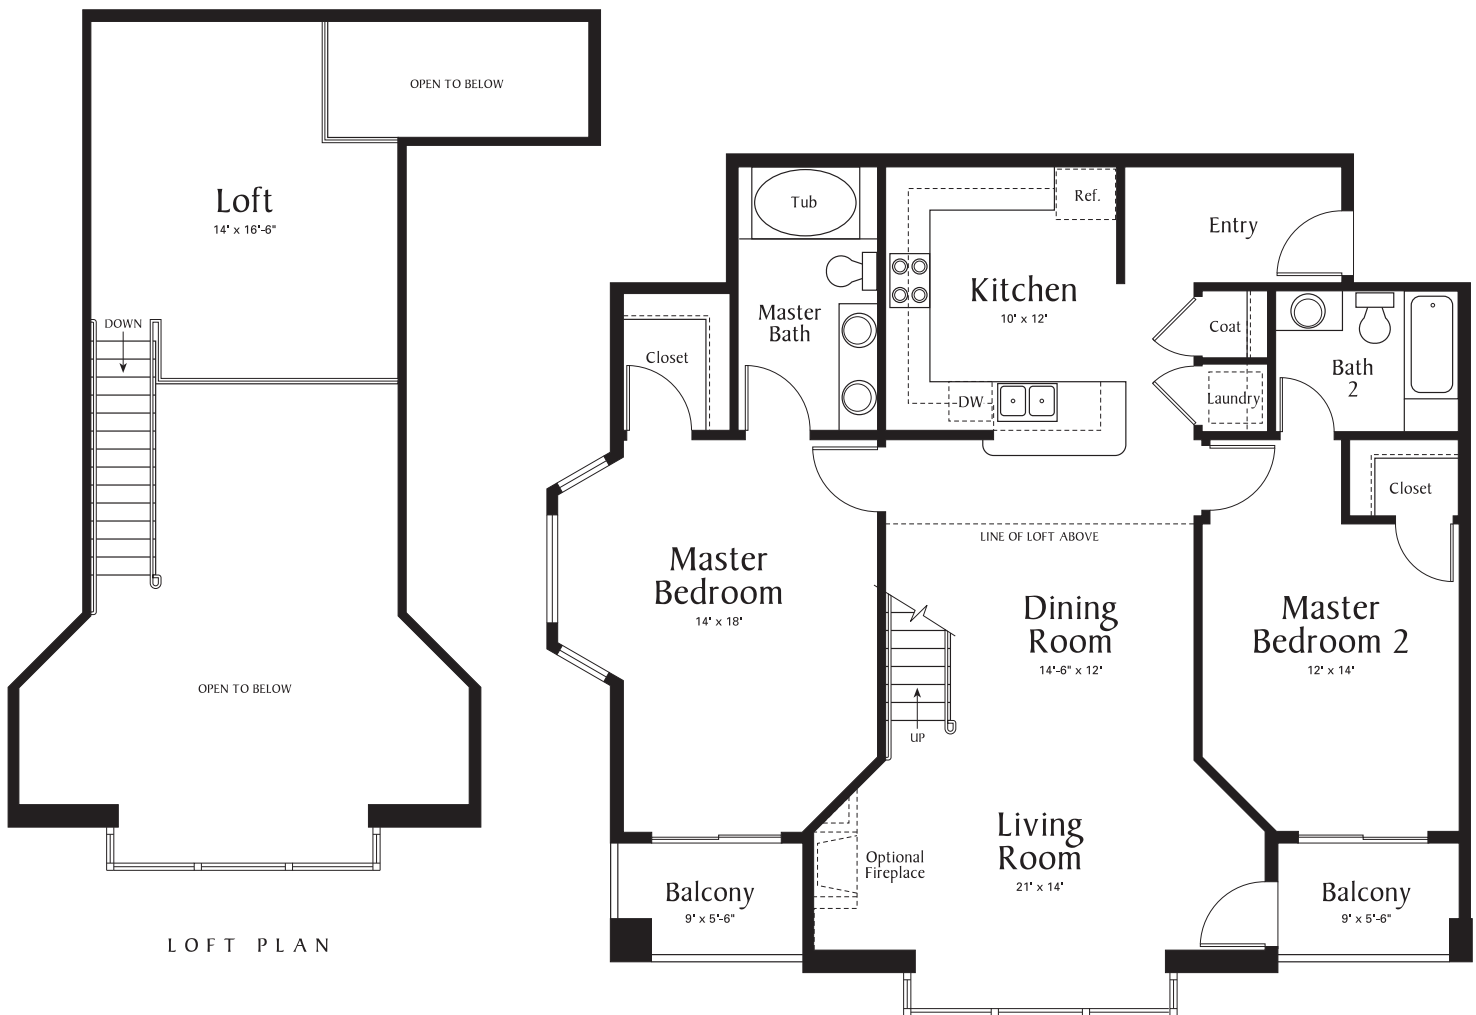 OPEN TO BELOW
Loft
14' x 16'-6"
DOWN
OPEN TO BELOW
LOFT PLAN
Tub
Master
Bath
Closet
Ref.
Kitchen
10' x 12'
DW
Entry
Coat
Laundry
Bath
2
Closet
LINE OF LOFT ABOVE
Master
Bedroom
14' x 18'
Dining
Room
14'-6" x 12'
Master
Bedroom 2
12' x 14'
UP
Living
Room
21' x 14'
Optional
Fireplace
Balcony
9' x 5'-6"
Balcony
9' x 5'-6"